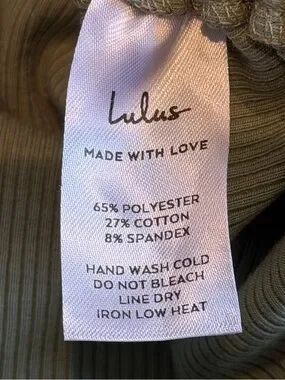 Lulus
MADE WITH LOVE
65% POLYESTER
27% COTTON
8% SPANDEX
HAND WASH COLD
DO NOT BLEACH
LINE DRY
IRON LOW HEAT